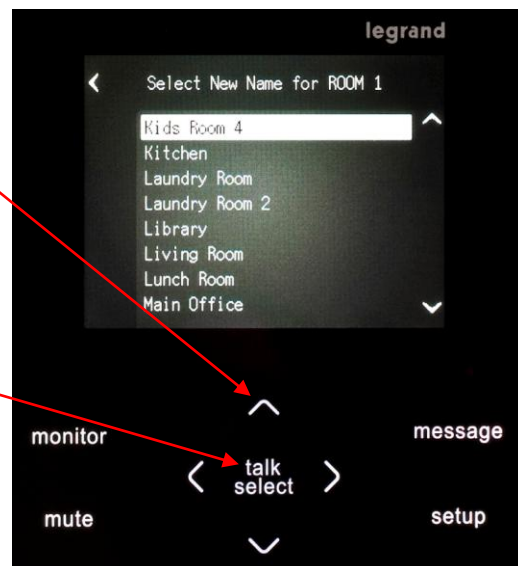 legrand
Select New Name for ROOM 1
Kids Room 4
Kitchen
Laundry Room
Laundry Room 2
Library
Living Room
Lunch Room
Main Office
monitor
message
talk
select
mute
setup